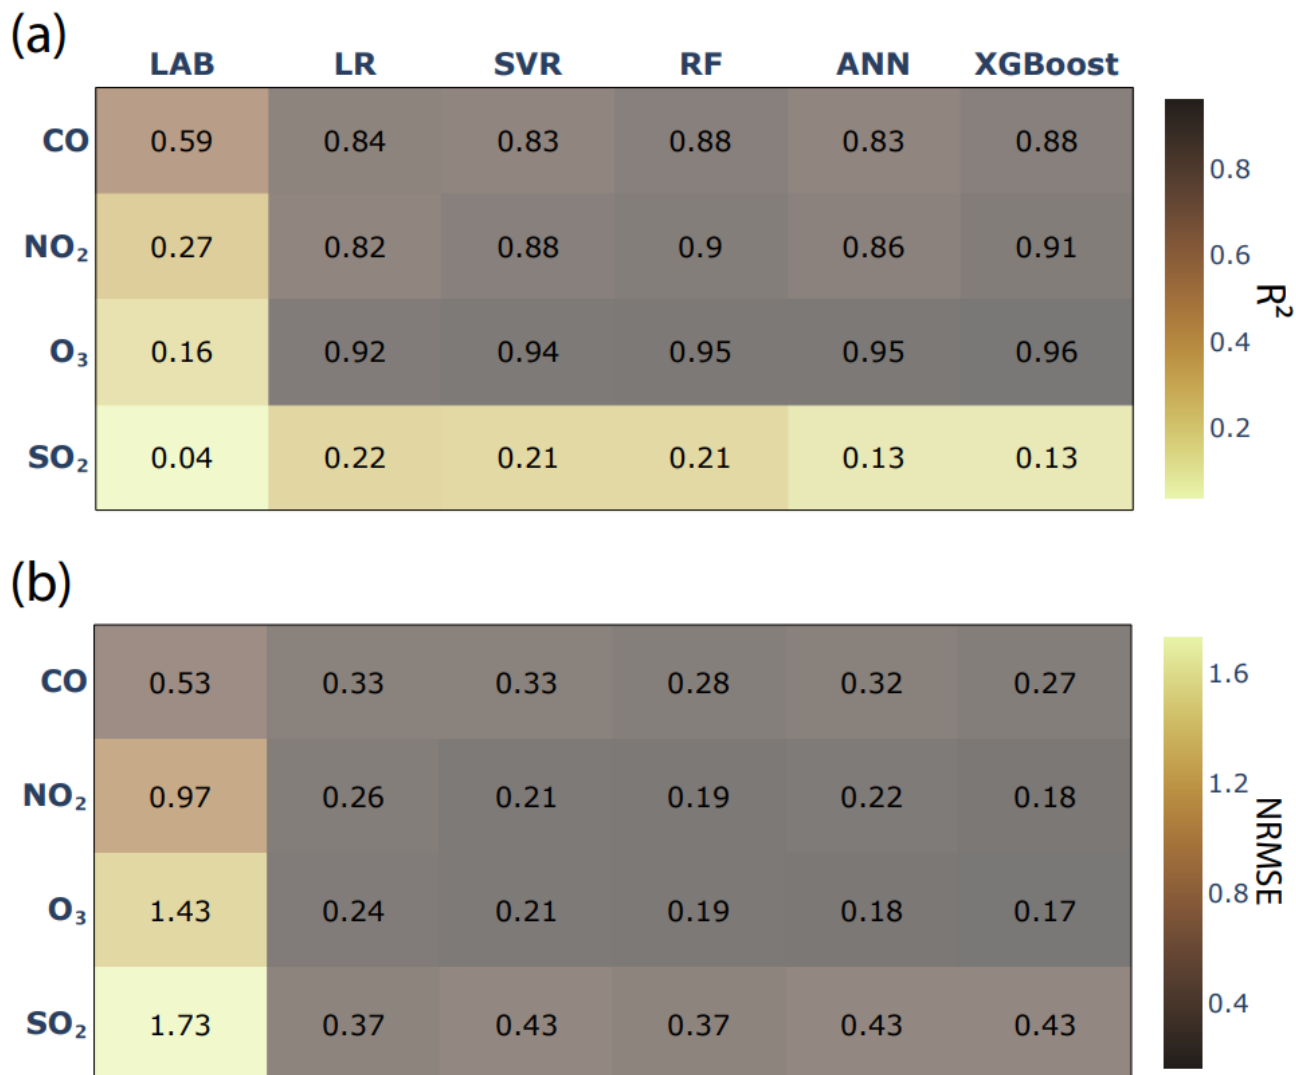 (a)
LAB LR SVR RF ANN XGBoost
CO 0.59 0.84 0.83 0.88 0.83 0.88
NO₂ 0.27 0.82 0.88 0.9 0.86 0.91
O₃ 0.16 0.92 0.94 0.95 0.95 0.96
SO₂ 0.04 0.22 0.21 0.21 0.13 0.13
0.8
0.6
0.4
0.2
R²
(b)
CO 0.53 0.33 0.33 0.28 0.32 0.27
NO₂ 0.97 0.26 0.21 0.19 0.22 0.18
O₃ 1.43 0.24 0.21 0.19 0.18 0.17
SO₂ 1.73 0.37 0.43 0.37 0.43 0.43
1.6
1.2
0.8
0.4
NRMSE